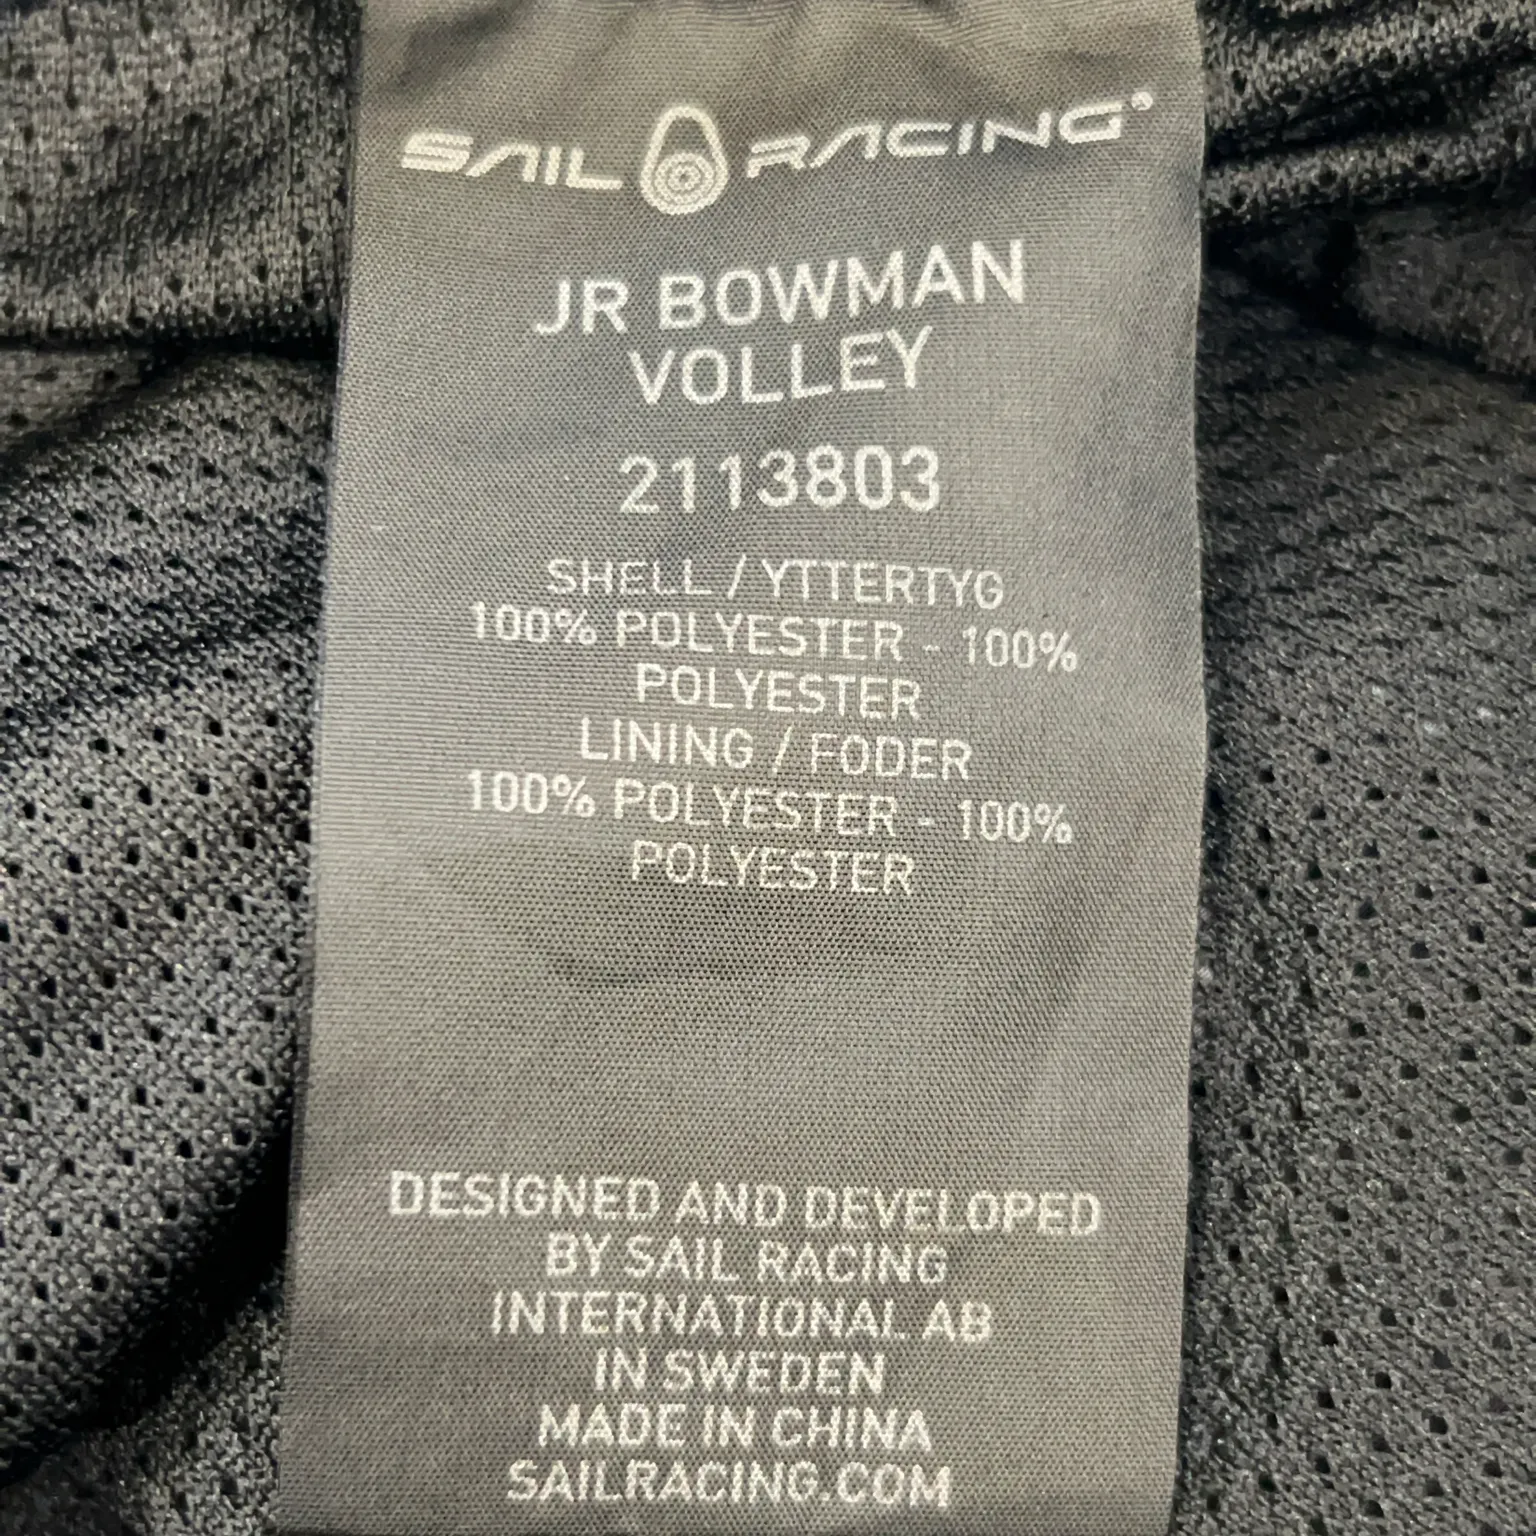 SAIL RACING®
JR BOWMAN
VOLLEY
2113803
SHELL / YTTERTYG
100% POLYESTER - 100%
POLYESTER
LINING / FODER
100% POLYESTER - 100%
POLYESTER
DESIGNED AND DEVELOPED
BY SAIL RACING
INTERNATIONAL AB
IN SWEDEN
MADE IN CHINA
SAILRACING.COM